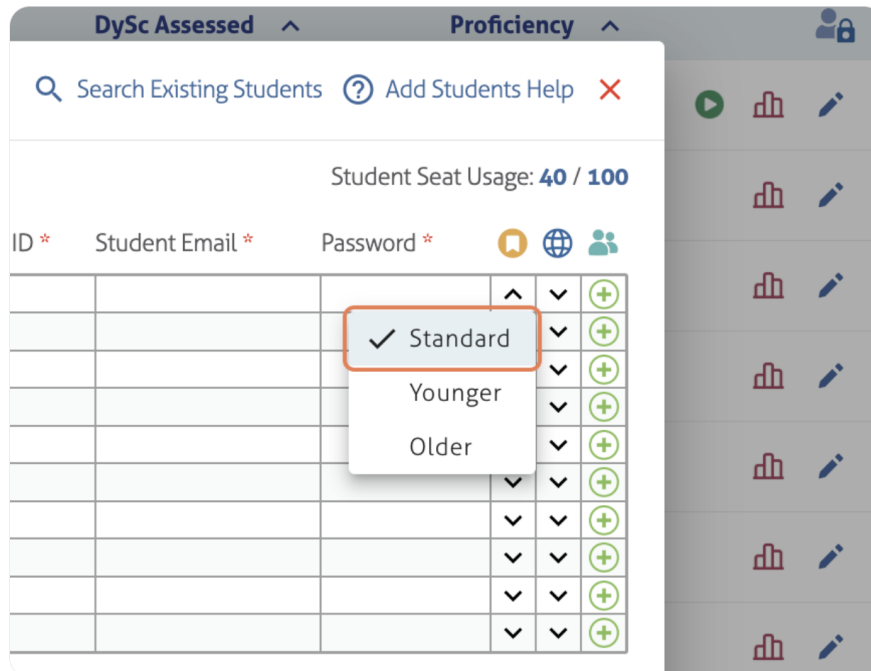 DySc Assessed Proficiency
Search Existing Students ? Add Students Help
Student Seat Usage: 40 / 100
ID * Student Email * Password *
Standard
Younger
Older